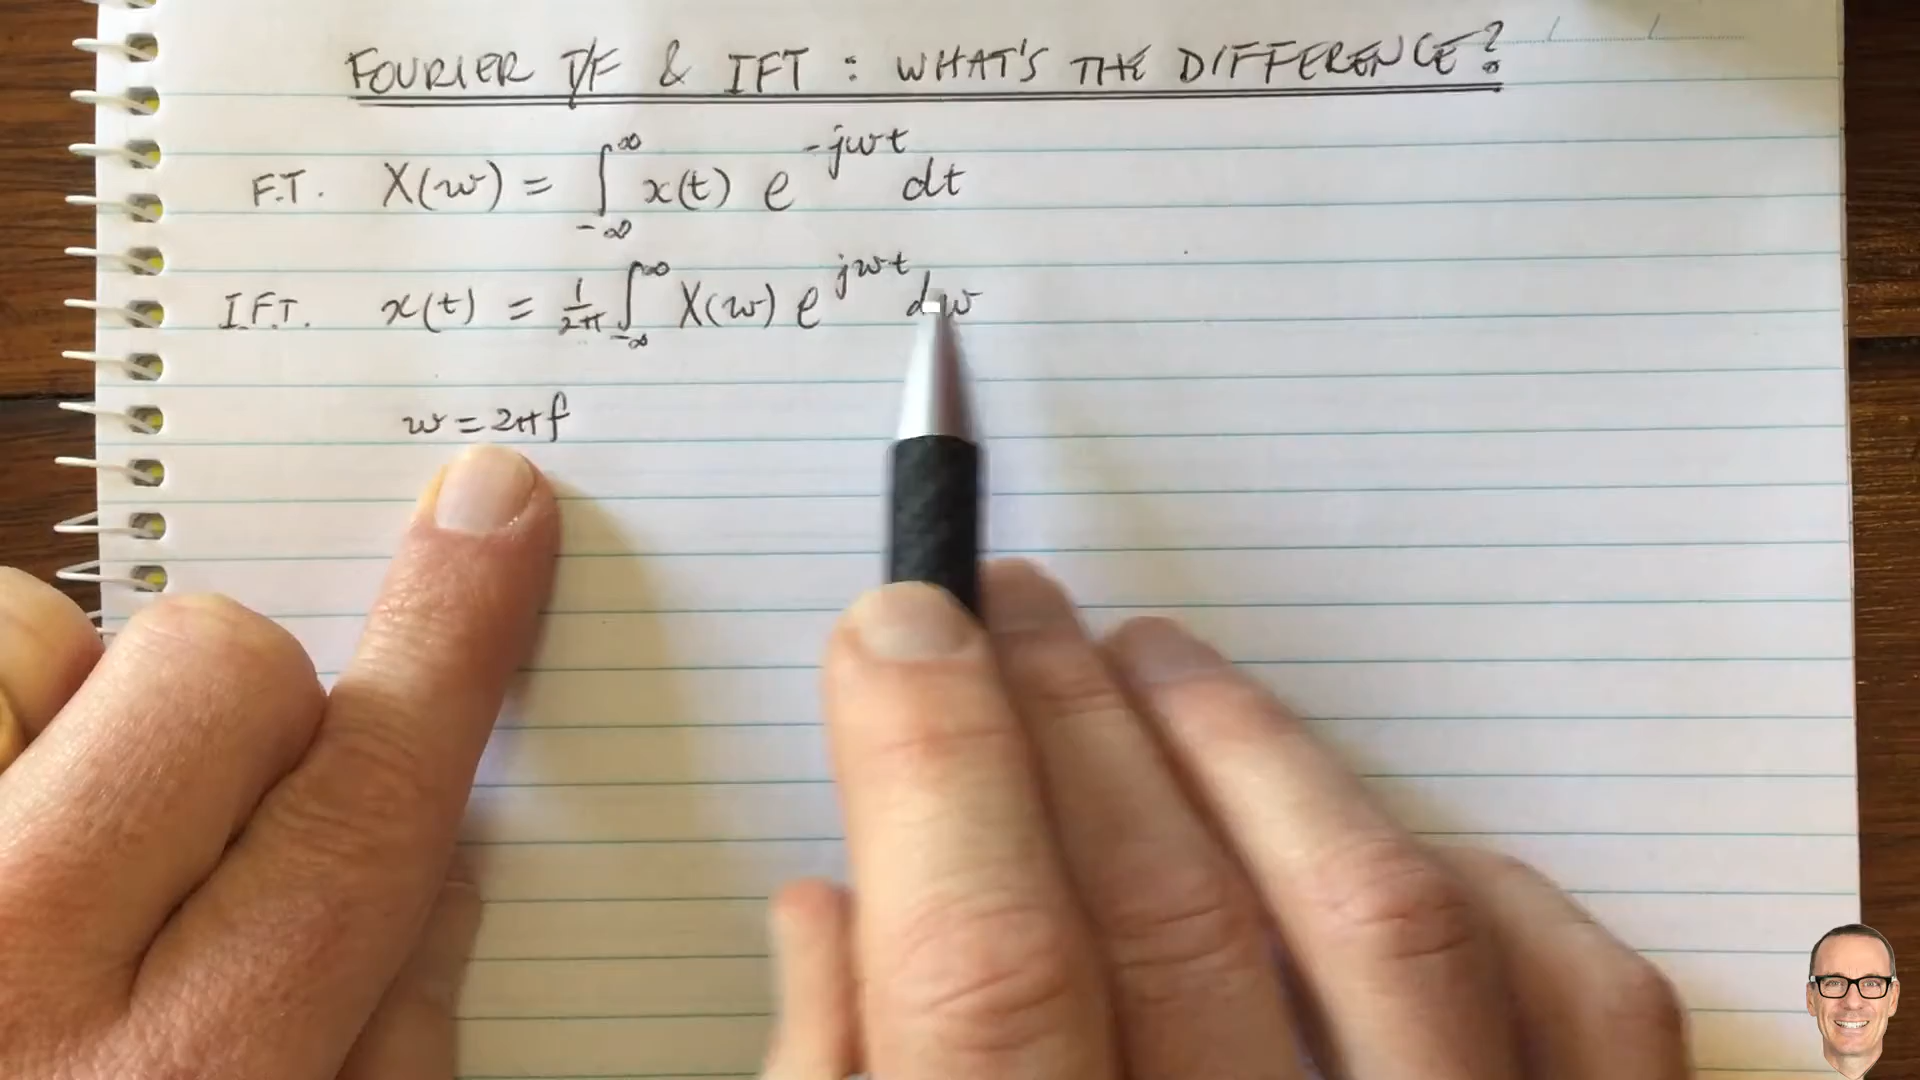 FOURIER T/F & IFT : WHAT'S THE DIFFERENCE?
F.T. X(w) = ∫_{-∞}^{∞} x(t) e^{-jwt} dt
I.F.T. x(t) = 1/2π ∫_{-∞}^{∞} X(w) e^{jwt} dw
w = 2πf